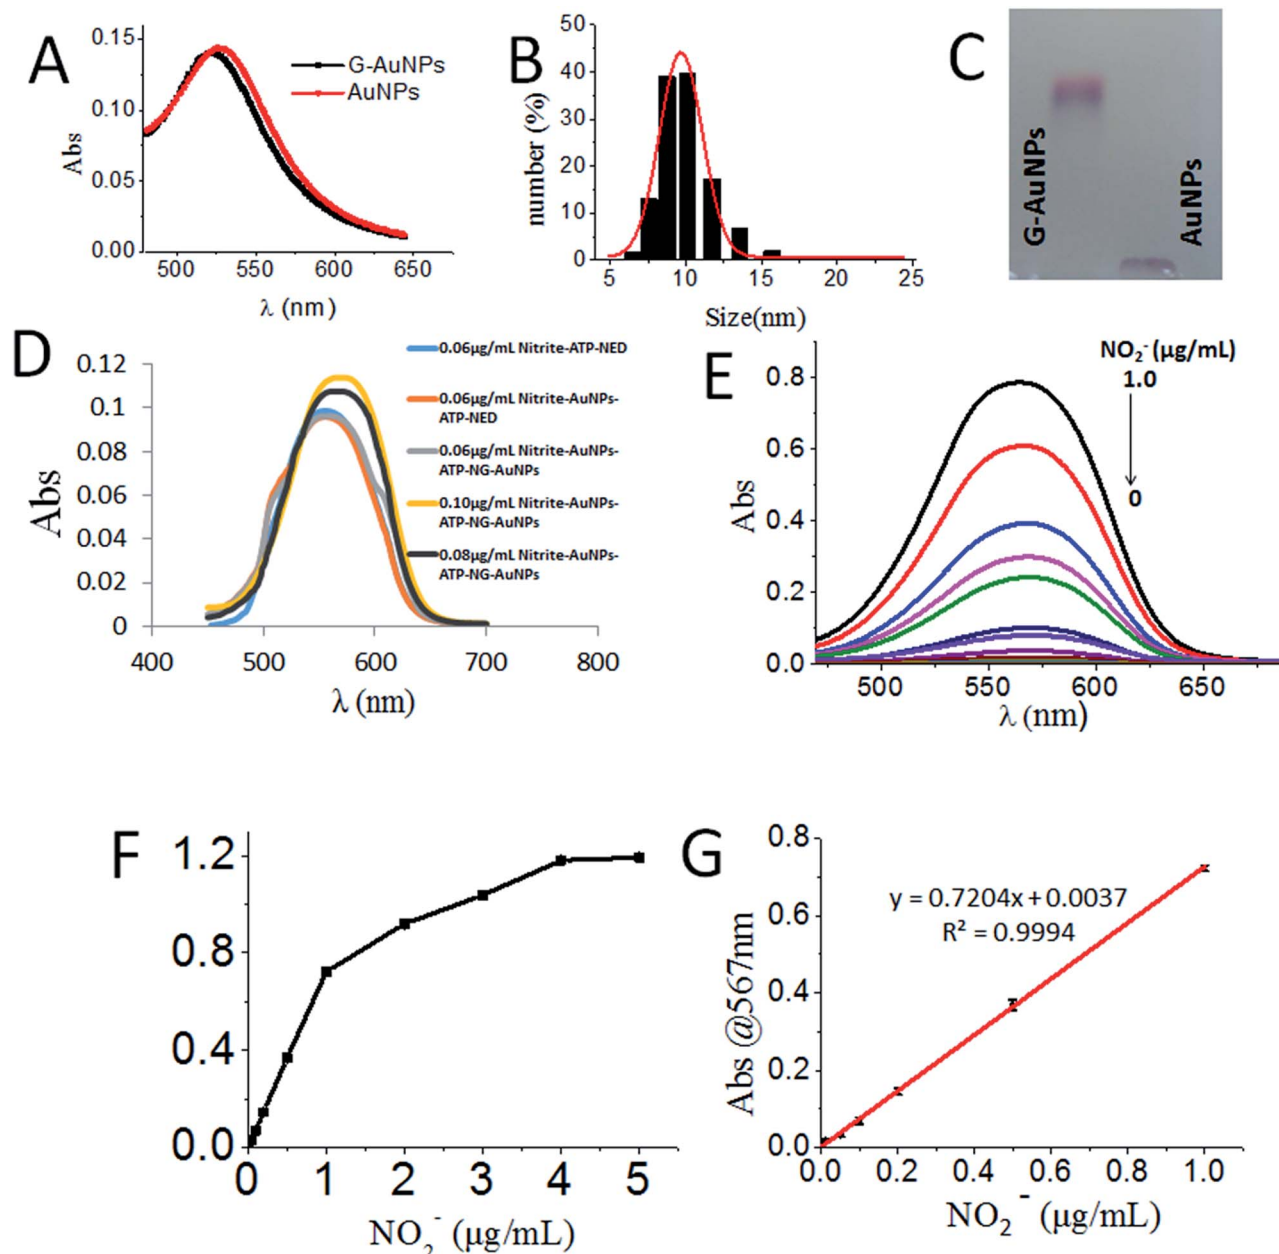 A
0.15
0.10
0.05
0.00
Abs
G-AuNPs
AuNPs
500 550 600 650
λ (nm)
B
50
40
30
20
10
0
number (%)
5 10 15 20 25
Size(nm)
C
G-AuNPs
AuNPs
D
0.12
0.1
0.08
0.06
0.04
0.02
0
Abs
0.06μg/mL Nitrite-ATP-NED
0.06μg/mL Nitrite-AuNPs-
ATP-NED
0.06μg/mL Nitrite-AuNPs-
ATP-NG-AuNPs
0.10μg/mL Nitrite-AuNPs-
ATP-NG-AuNPs
0.08μg/mL Nitrite-AuNPs-
ATP-NG-AuNPs
400 500 600 700 800
λ (nm)
E
NO₂⁻(μg/mL)
1.0
0
0.8
0.6
0.4
0.2
0.0
Abs
500 550 600 650
λ (nm)
F
1.2
0.8
0.4
0.0
0 1 2 3 4 5
NO₂⁻ (μg/mL)
G
0.8
0.6
0.4
0.2
0.0
Abs @567nm
y = 0.7204x + 0.0037
R² = 0.9994
0.0 0.2 0.4 0.6 0.8 1.0
NO₂⁻ (μg/mL)